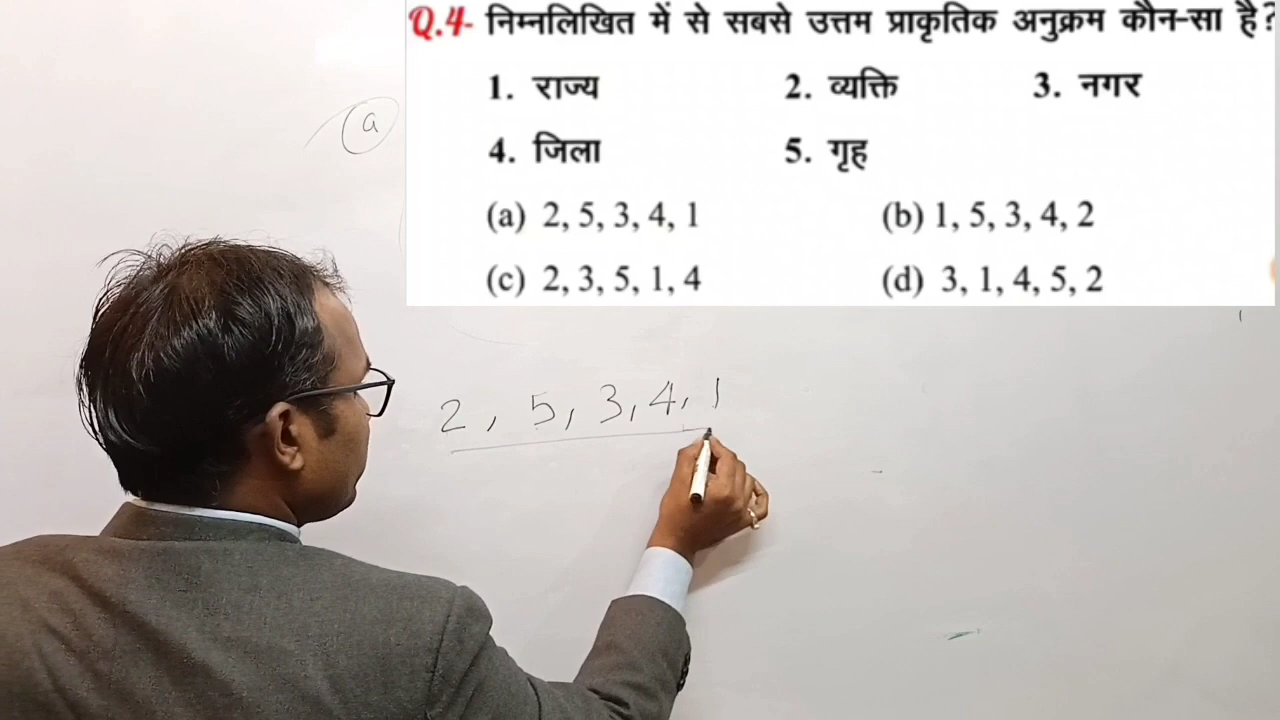 Q.4- निम्नलिखित में से सबसे उत्तम प्राकृतिक अनुक्रम कौन-सा है?
1. राज्य 2. व्यक्ति 3. नगर
4. जिला 5. गृह
(a) 2, 5, 3, 4, 1 (b) 1, 5, 3, 4, 2
(c) 2, 3, 5, 1, 4 (d) 3, 1, 4, 5, 2
a
2, 5, 3, 4, 1